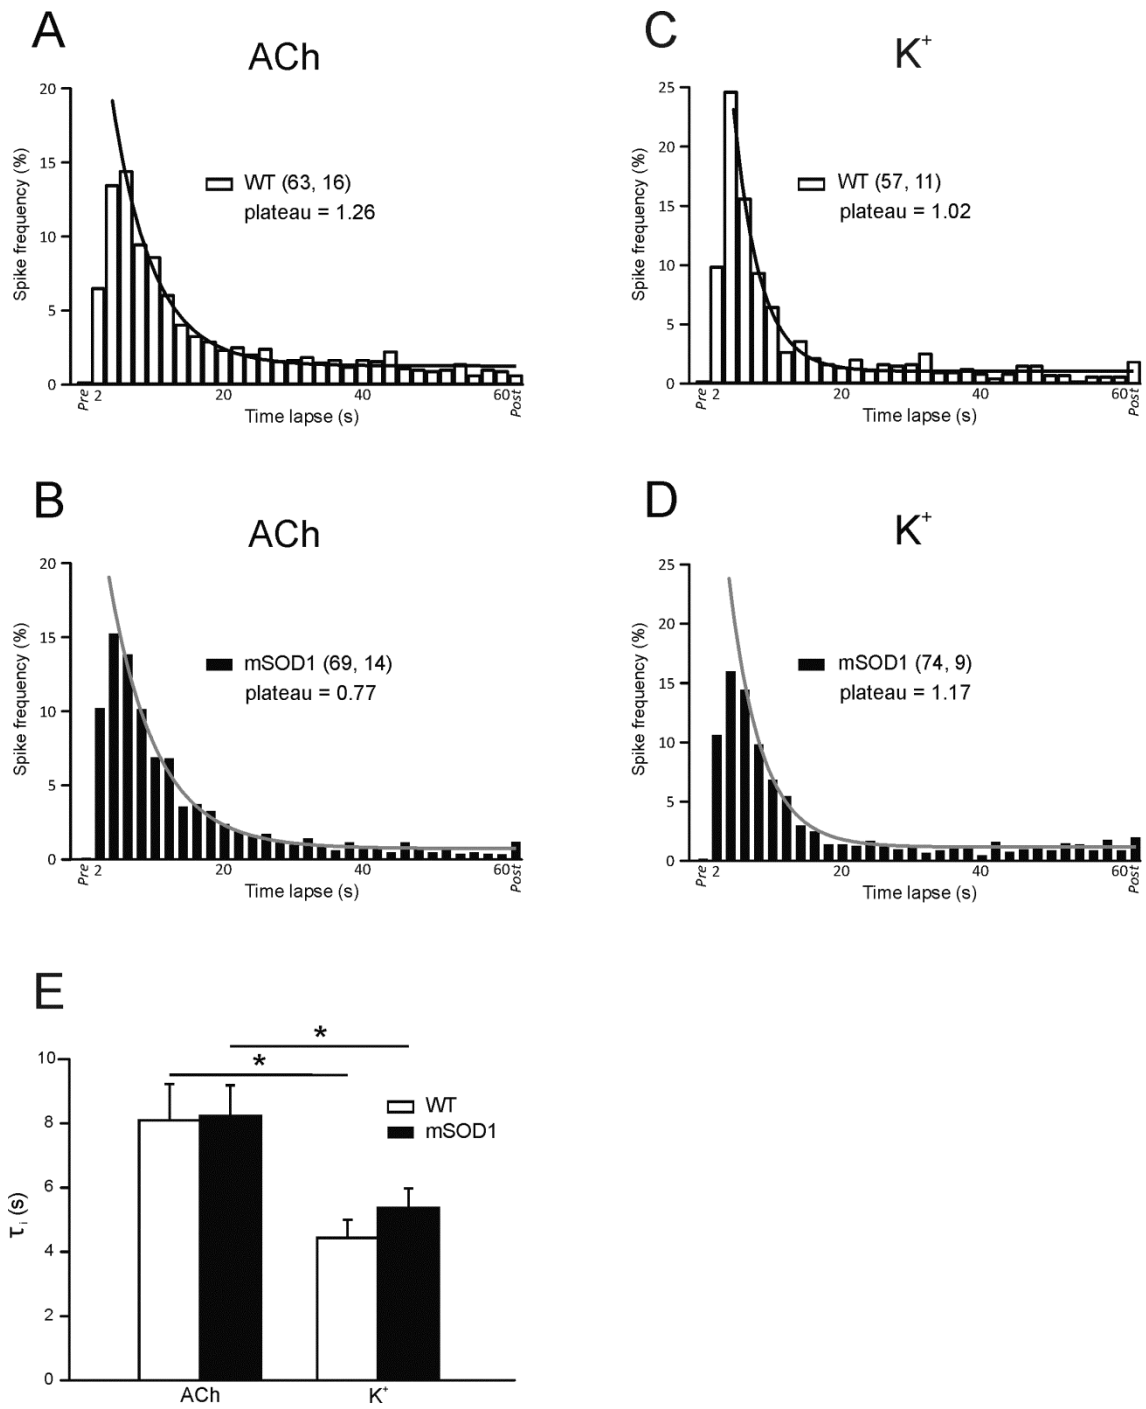 A
ACh
20
15
10
5
0
Spike frequency (%)
WT (63, 16)
plateau = 1.26
Pre
2
20
40
60
Post
Time lapse (s)
C
K⁺
25
20
15
10
5
0
Spike frequency (%)
WT (57, 11)
plateau = 1.02
Pre
2
20
40
60
Post
Time lapse (s)
B
ACh
20
15
10
5
0
Spike frequency (%)
mSOD1 (69, 14)
plateau = 0.77
Pre
2
20
40
60
Post
Time lapse (s)
D
K⁺
25
20
15
10
5
0
Spike frequency (%)
mSOD1 (74, 9)
plateau = 1.17
Pre
2
20
40
60
Post
Time lapse (s)
E
*
*
10
8
6
4
2
0
τᵢ (s)
WT
mSOD1
ACh
K⁺